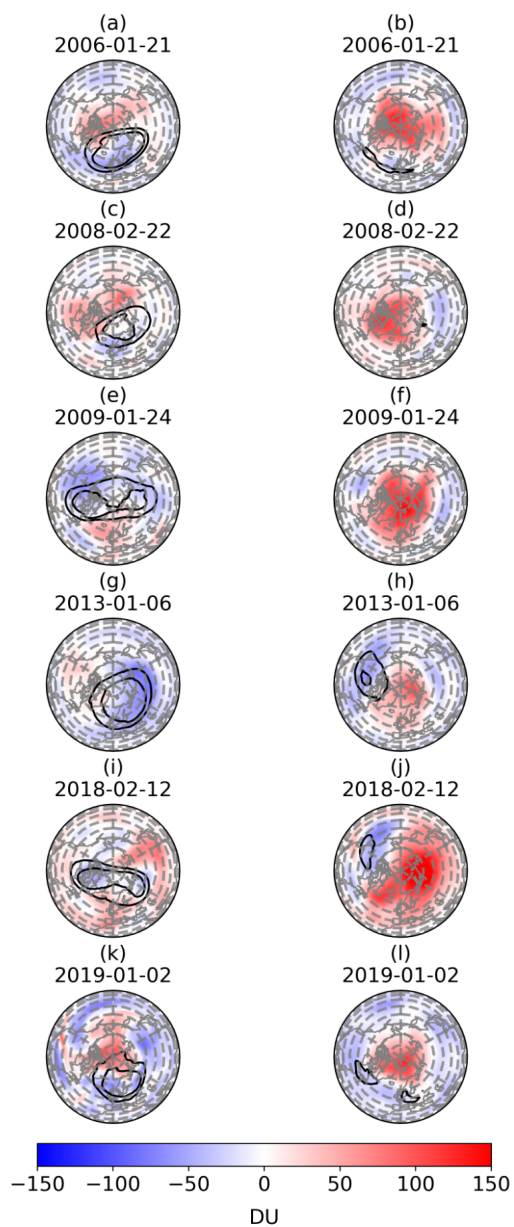 (a) (b)
2006-01-21 2006-01-21
(c) (d)
2008-02-22 2008-02-22
(e) (f)
2009-01-24 2009-01-24
(g) (h)
2013-01-06 2013-01-06
(i) (j)
2018-02-12 2018-02-12
(k) (l)
2019-01-02 2019-01-02
−150 −100 −50 0 50 100 150
DU